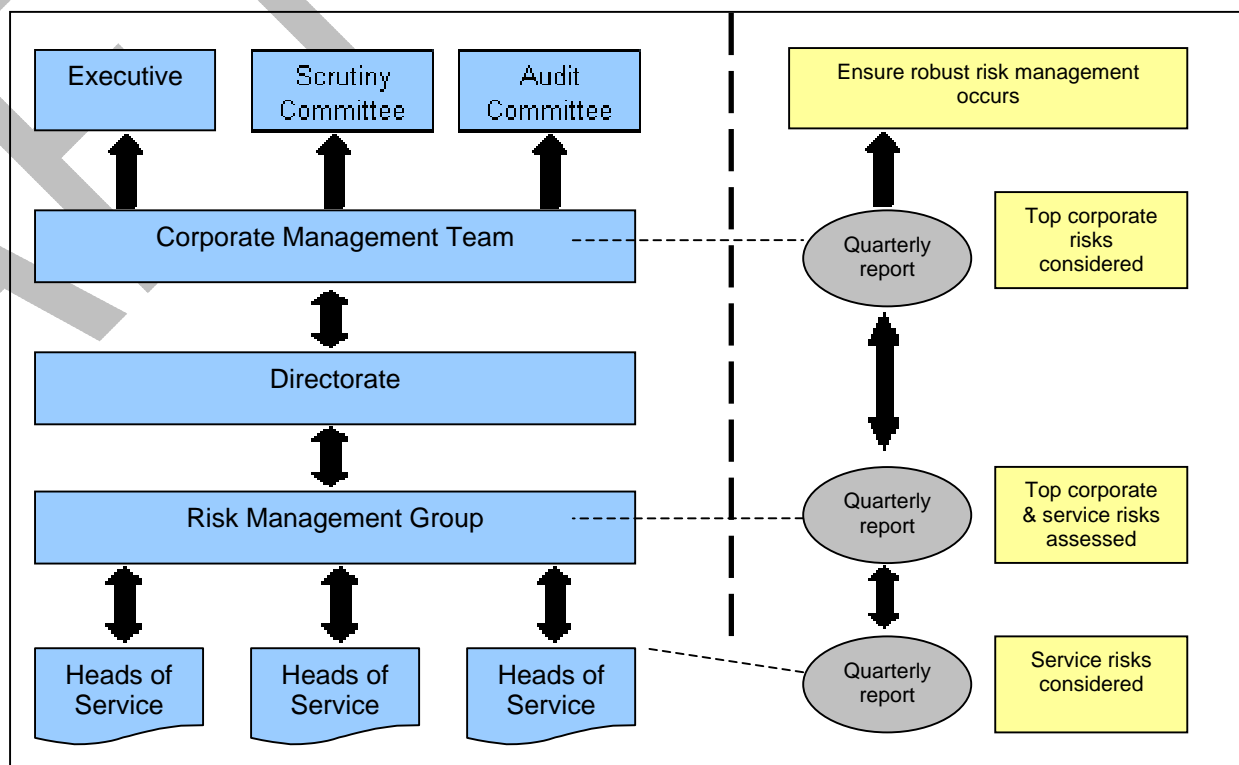 Executive
Scrutiny
Committee
Audit
Committee
Ensure robust risk management
occurs
Corporate Management Team
Quarterly
report
Top corporate
risks
considered
Directorate
Risk Management Group
Quarterly
report
Top corporate
& service risks
assessed
Heads of
Service
Heads of
Service
Heads of
Service
Quarterly
report
Service risks
considered